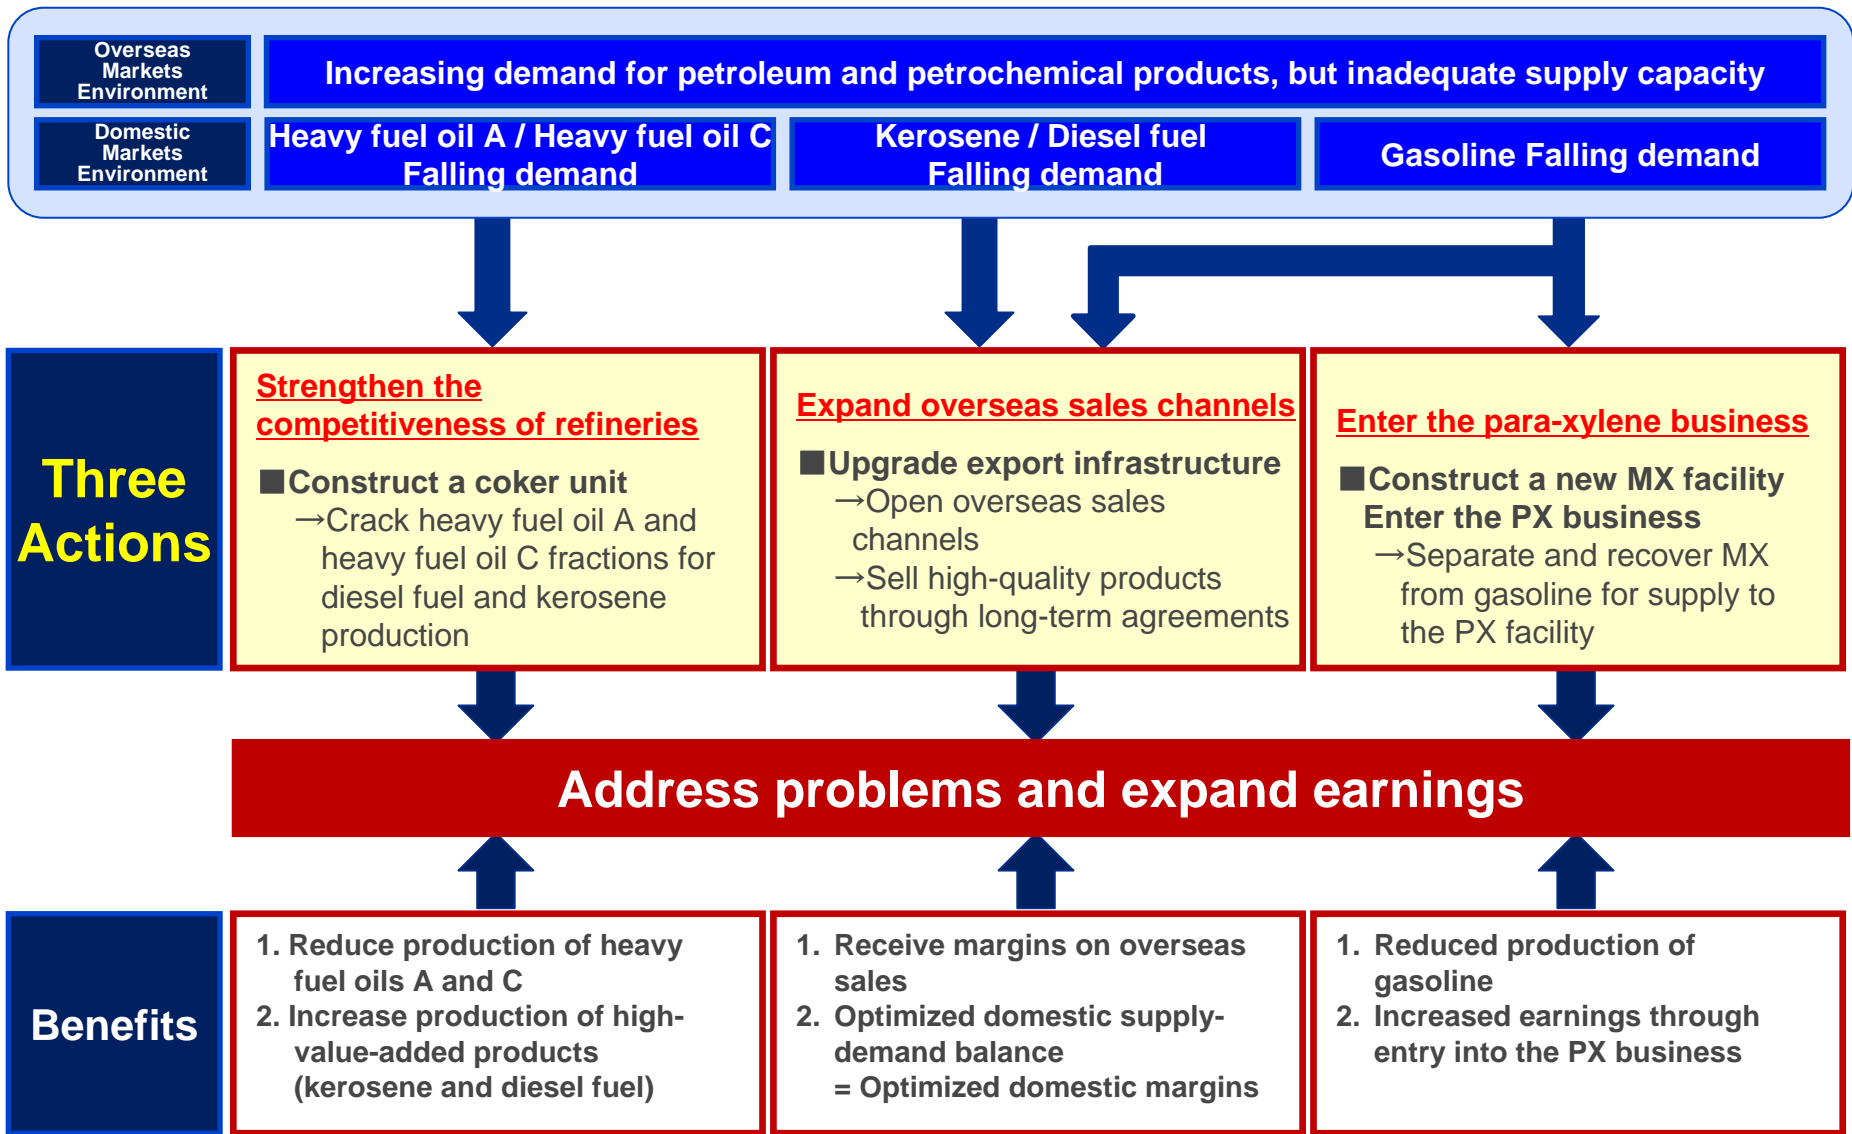 Overseas
Markets
Environment
Increasing demand for petroleum and petrochemical products, but inadequate supply capacity
Domestic
Markets
Environment
Heavy fuel oil A / Heavy fuel oil C
Falling demand
Kerosene / Diesel fuel
Falling demand
Gasoline Falling demand
Three
Actions
Strengthen the
competitiveness of refineries
■Construct a coker unit
→Crack heavy fuel oil A and
heavy fuel oil C fractions for
diesel fuel and kerosene
production
Expand overseas sales channels
■Upgrade export infrastructure
→Open overseas sales
channels
→Sell high-quality products
through long-term agreements
Enter the para-xylene business
■Construct a new MX facility
Enter the PX business
→Separate and recover MX
from gasoline for supply to
the PX facility
Address problems and expand earnings
Benefits
1. Reduce production of heavy
fuel oils A and C
2. Increase production of high-
value-added products
(kerosene and diesel fuel)
1. Receive margins on overseas
sales
2. Optimized domestic supply-
demand balance
= Optimized domestic margins
1. Reduced production of
gasoline
2. Increased earnings through
entry into the PX business